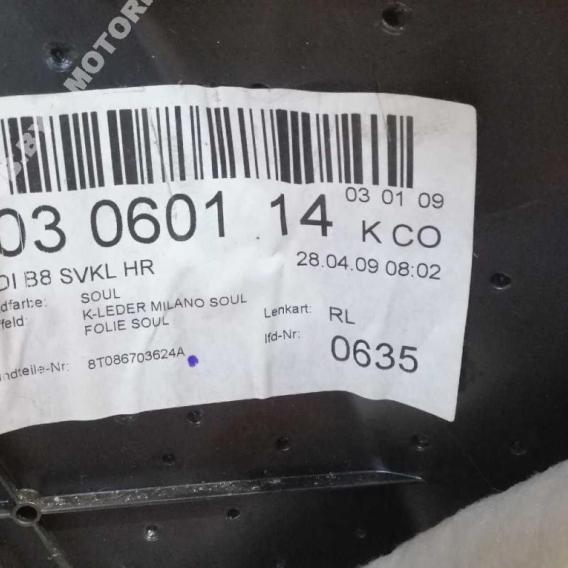 MOTOR
03 0601 14 K CO
03 01 09
DI B8 SVKL HR
28.04.09 08:02
dfarbe: SOUL
feld: K-LEDER MILANO SOUL
FOLIE SOUL
Lenkart: RL
lfd-Nr: 0635
ndteile-Nr: 8T086703624A